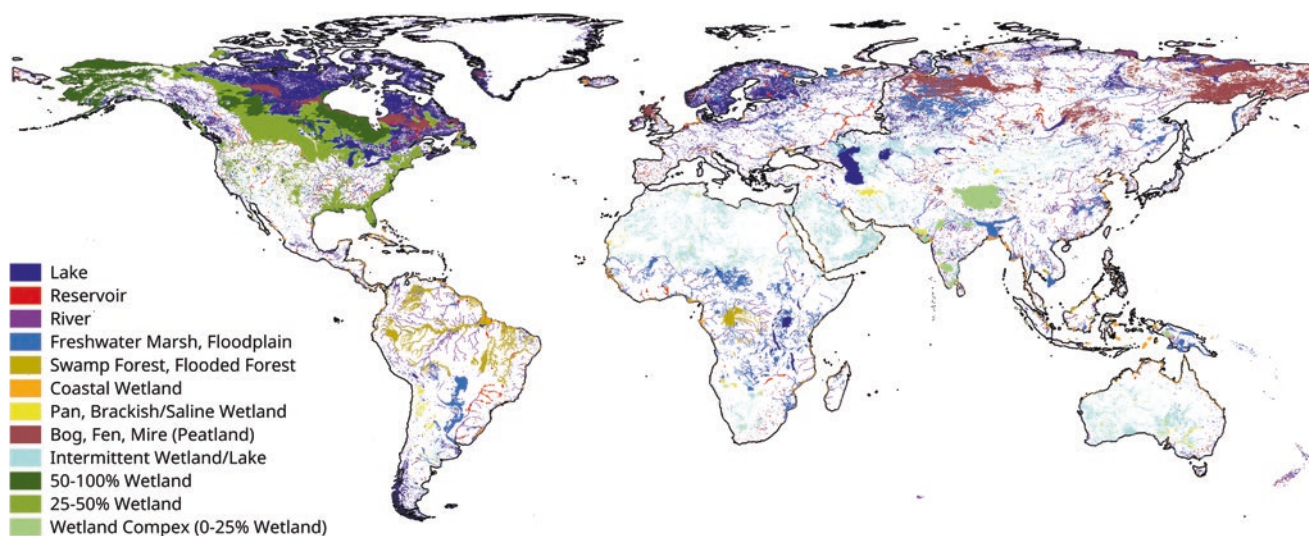 Lake
Reservoir
River
Freshwater Marsh, Floodplain
Swamp Forest, Flooded Forest
Coastal Wetland
Pan, Brackish/Saline Wetland
Bog, Fen, Mire (Peatland)
Intermittent Wetland/Lake
50-100% Wetland
25-50% Wetland
Wetland Compex (0-25% Wetland)